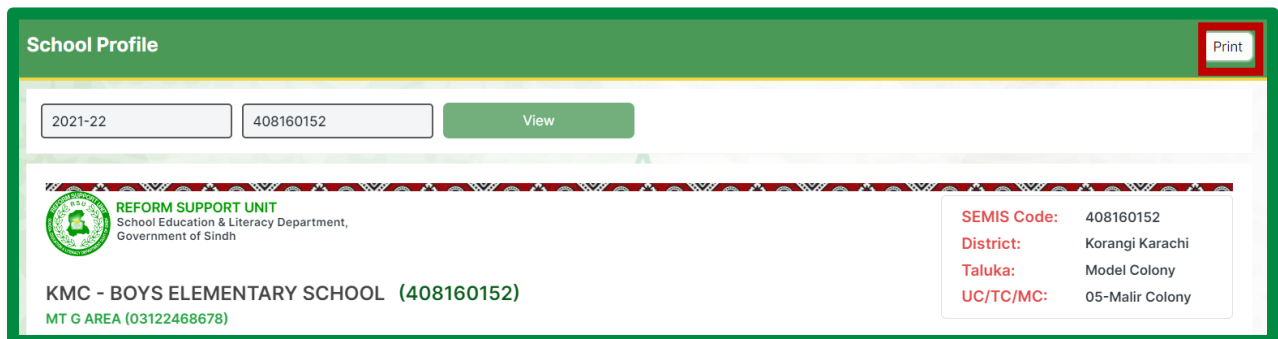 School Profile
Print
2021-22
408160152
View
RSU
REFORM SUPPORT UNIT
School Education & Literacy Department,
Government of Sindh
SEMIS Code: 408160152
District: Korangi Karachi
Taluka: Model Colony
UC/TC/MC: 05-Malir Colony
KMC - BOYS ELEMENTARY SCHOOL (408160152)
MT G AREA (03122468678)